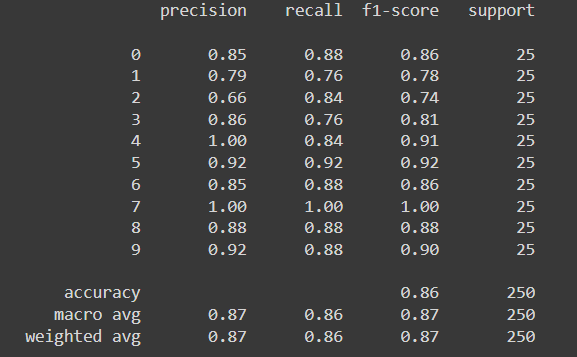 precision recall f1-score support
0 0.85 0.88 0.86 25
1 0.79 0.76 0.78 25
2 0.66 0.84 0.74 25
3 0.86 0.76 0.81 25
4 1.00 0.84 0.91 25
5 0.92 0.92 0.92 25
6 0.85 0.88 0.86 25
7 1.00 1.00 1.00 25
8 0.88 0.88 0.88 25
9 0.92 0.88 0.90 25
accuracy 0.86 250
macro avg 0.87 0.86 0.87 250
weighted avg 0.87 0.86 0.87 250